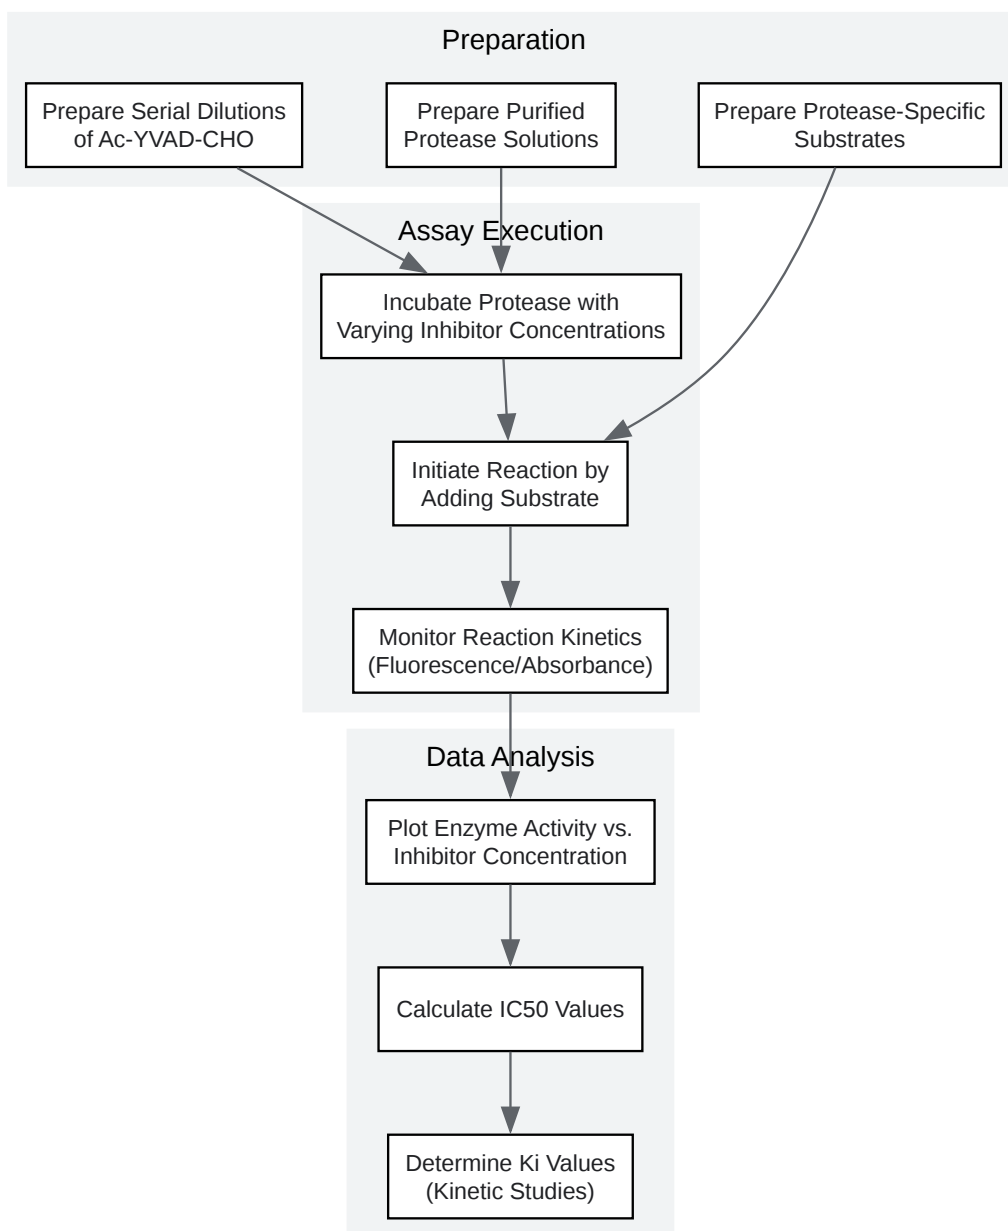 Preparation
Prepare Serial Dilutions
of Ac-YVAD-CHO
Prepare Purified
Protease Solutions
Prepare Protease-Specific
Substrates
Assay Execution
Incubate Protease with
Varying Inhibitor Concentrations
Initiate Reaction by
Adding Substrate
Monitor Reaction Kinetics
(Fluorescence/Absorbance)
Data Analysis
Plot Enzyme Activity vs.
Inhibitor Concentration
Calculate IC50 Values
Determine Ki Values
(Kinetic Studies)